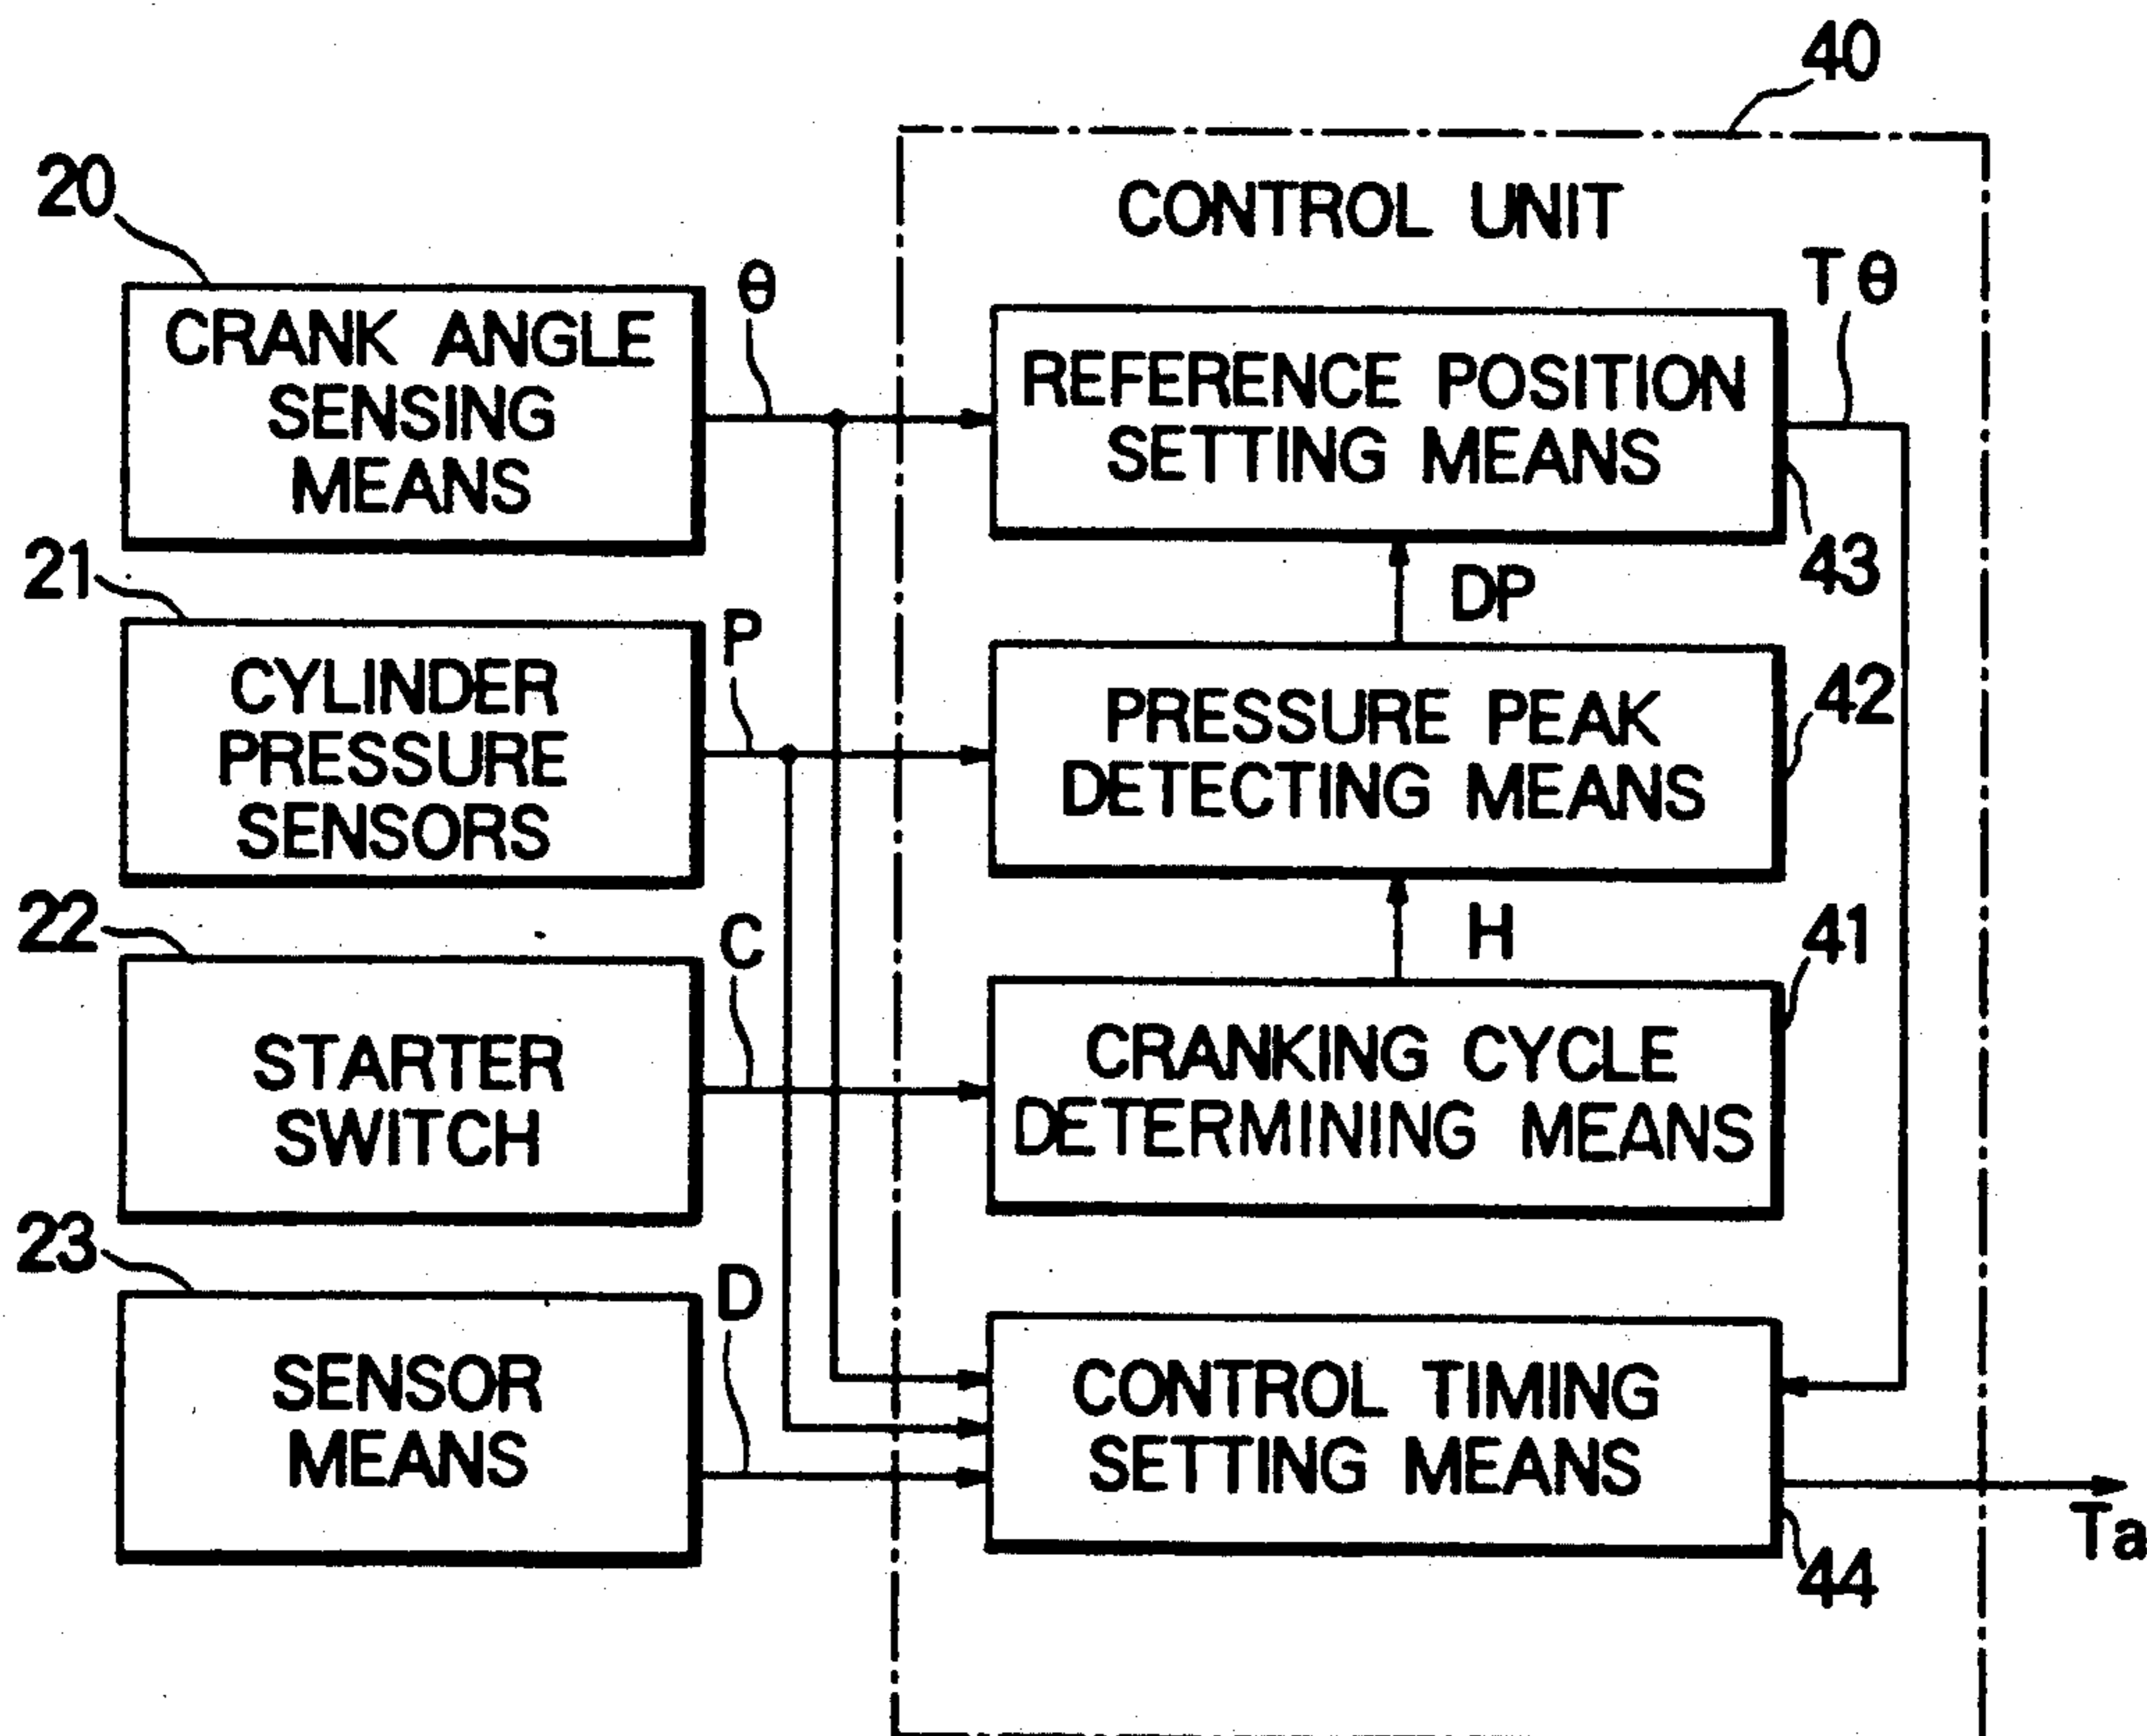 40
CONTROL UNIT
20
CRANK ANGLE
SENSING
MEANS
θ
REFERENCE POSITION
SETTING MEANS
Tθ
43
21
CYLINDER
PRESSURE
SENSORS
P
DP
PRESSURE PEAK
DETECTING MEANS
42
22
STARTER
SWITCH
C
H
CRANKING CYCLE
DETERMINING MEANS
41
23
SENSOR
MEANS
D
CONTROL TIMING
SETTING MEANS
44
Ta